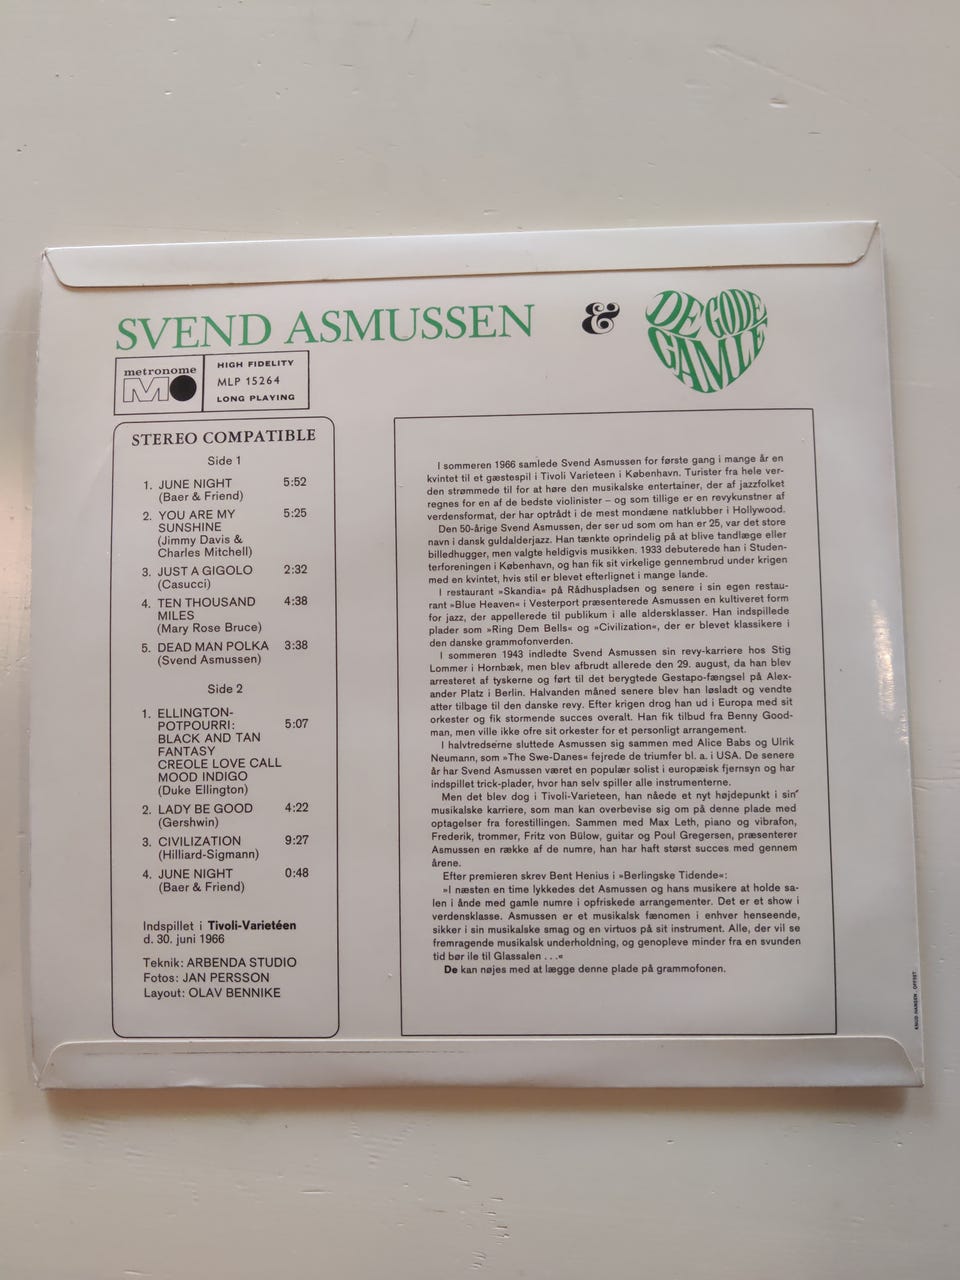 SVEND ASMUSSEN & DE GODE GAMLE
metronome
HIGH FIDELITY
MLP 15264
LONG PLAYING
STEREO COMPATIBLE
Side 1
1. JUNE NIGHT 5:52
(Baer & Friend)
2. YOU ARE MY 5:25
SUNSHINE
(Jimmy Davis &
Charles Mitchell)
3. JUST A GIGOLO 2:32
(Casucci)
4. TEN THOUSAND 4:38
MILES
(Mary Rose Bruce)
5. DEAD MAN POLKA 3:38
(Svend Asmussen)
Side 2
1. ELLINGTON-
POTPOURRI: 5:07
BLACK AND TAN
FANTASY
CREOLE LOVE CALL
MOOD INDIGO
(Duke Ellington)
2. LADY BE GOOD 4:22
(Gershwin)
3. CIVILIZATION 9:27
(Hilliard-Sigmann)
4. JUNE NIGHT 0:48
(Baer & Friend)
Indspillet i Tivoli-Varietéen
d. 30. juni 1966
Teknik: ARBENDA STUDIO
Fotos: JAN PERSSON
Layout: OLAV BENNIKE
I sommeren 1966 samlede Svend Asmussen for første gang i mange år en
kvintet til et gæstespil i Tivoli Varieteen i København. Turister fra hele ver-
den strømmede til for at høre den musikalske entertainer, der af jazzfolket
regnes for en af de bedste violinister – og som tillige er en revykunstner af
verdensformat, der har optrådt i de mest mondæne natklubber i Hollywood.
Den 50-årige Svend Asmussen, der ser ud som om han er 25, var det store
navn i dansk guldalderjazz. Han tænkte oprindelig på at blive tandlæge eller
billedhugger, men valgte heldigvis musikken. 1933 debuterede han i Studen-
terforeningen i København, og han fik sit virkelige gennembrud under krigen
med en kvintet, hvis stil er blevet efterlignet i mange lande.
I restaurant »Skandia« på Rådhuspladsen og senere i sin egen restau-
rant »Blue Heaven« i Vesterport præsenterede Asmussen en kultiveret form
for jazz, der appellerede til publikum i alle aldersklasser. Han indspillede
plader som »Ring Dem Bells« og »Civilization«, der er blevet klassikere i
den danske grammofonverden.
I sommeren 1943 indledte Svend Asmussen sin revy-karriere hos Stig
Lommer i Hornbæk, men blev afbrudt allerede den 29. august, da han blev
arresteret af tyskerne og ført til det berygtede Gestapo-fængsel på Alex-
ander Platz i Berlin. Halvanden måned senere blev han løsladt og vendte
atter tilbage til den danske revy. Efter krigen drog han ud i Europa med sit
orkester og fik stormende succes overalt. Han fik tilbud fra Benny Good-
man, men ville ikke ofre sit orkester for et personligt arrangement.
I halvtredserne sluttede Asmussen sig sammen med Alice Babs og Ulrik
Neumann, som »The Swe-Danes« fejrede de triumfer bl. a. i USA. De senere
år har Svend Asmussen været en populær solist i europæisk fjernsyn og har
indspillet trick-plader, hvor han selv spiller alle instrumenterne.
Men det blev dog i Tivoli-Varieteen, han nåede et nyt højdepunkt i sin
musikalske karriere, som man kan overbevise sig om på denne plade med
optagelser fra forestillingen. Sammen med Max Leth, piano og vibrafon,
Frederik, trommer, Fritz von Bülow, guitar og Poul Gregersen, præsenterer
Asmussen en række af de numre, han har haft størst succes med gennem
årene.
Efter premieren skrev Bent Henius i »Berlingske Tidende«:
»I næsten en time lykkedes det Asmussen og hans musikere at holde sa-
len i ånde med gamle numre i opfriskede arrangementer. Det er et show i
verdensklasse. Asmussen er et musikalsk fænomen i enhver henseende,
sikker i sin musikalske smag og en virtuos på sit instrument. Alle, der vil se
fremragende musikalsk underholdning, og genopleve minder fra en svunden
tid bør ile til Glassalen . . .«
De kan nøjes med at lægge denne plade på grammofonen.
KNUD HANSEN . OFFSET